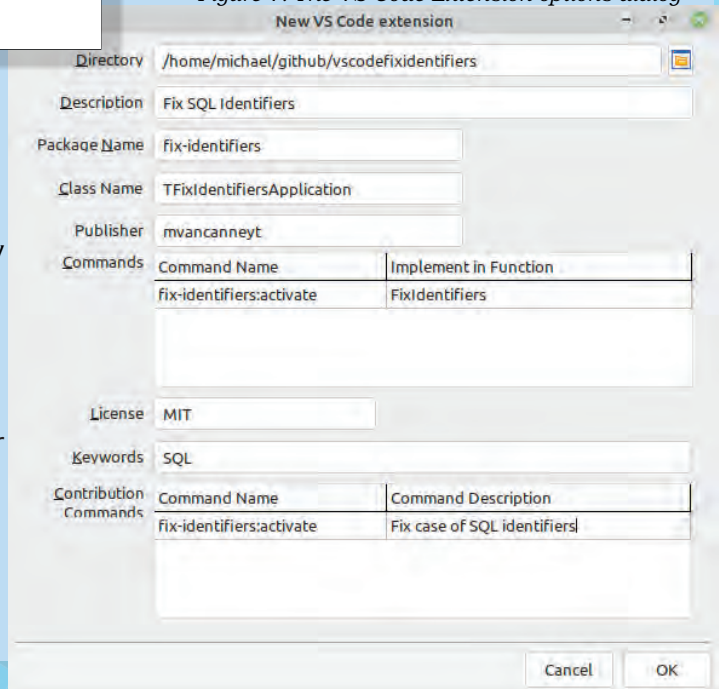 New VS Code extension
Directory /home/michael/github/vscodefixidentifiers
Description Fix SQL Identifiers
Package Name fix-identifiers
Class Name TFixIdentifiersApplication
Publisher mvancanneyt
Commands Command Name Implement in Function
fix-identifiers:activate FixIdentifiers
License MIT
Keywords SQL
Contribution Commands Command Name Command Description
fix-identifiers:activate Fix case of SQL identifiers
Cancel OK